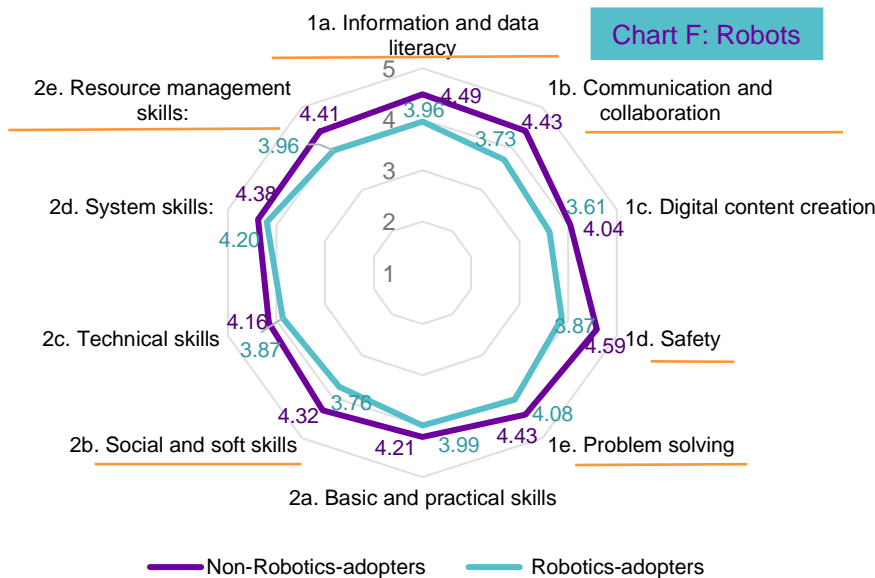 1a. Information and data
literacy
Chart F: Robots
5
2e. Resource management
skills:
1b. Communication and
collaboration
4.41
4.49
3.96
4.43
4
3.96
3.73
3
4.38
2d. System skills:
3.61
1c. Digital content creation
4.20
2
4.04
1
4.16
2c. Technical skills
3.87
3.87
1d. Safety
4.59
3.76
4.32
4.08
4.43
4.21
3.99
2b. Social and soft skills
1e. Problem solving
2a. Basic and practical skills
Non-Robotics-adopters
Robotics-adopters